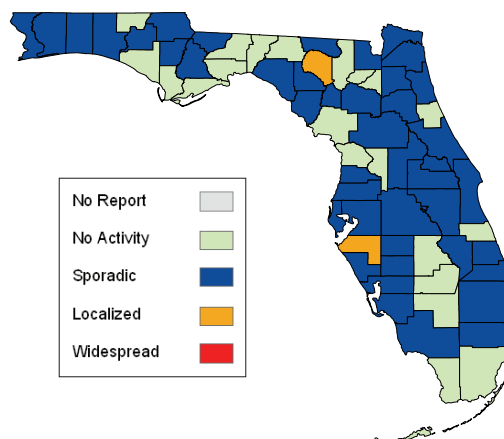 No Report
No Activity
Sporadic
Localized
Widespread